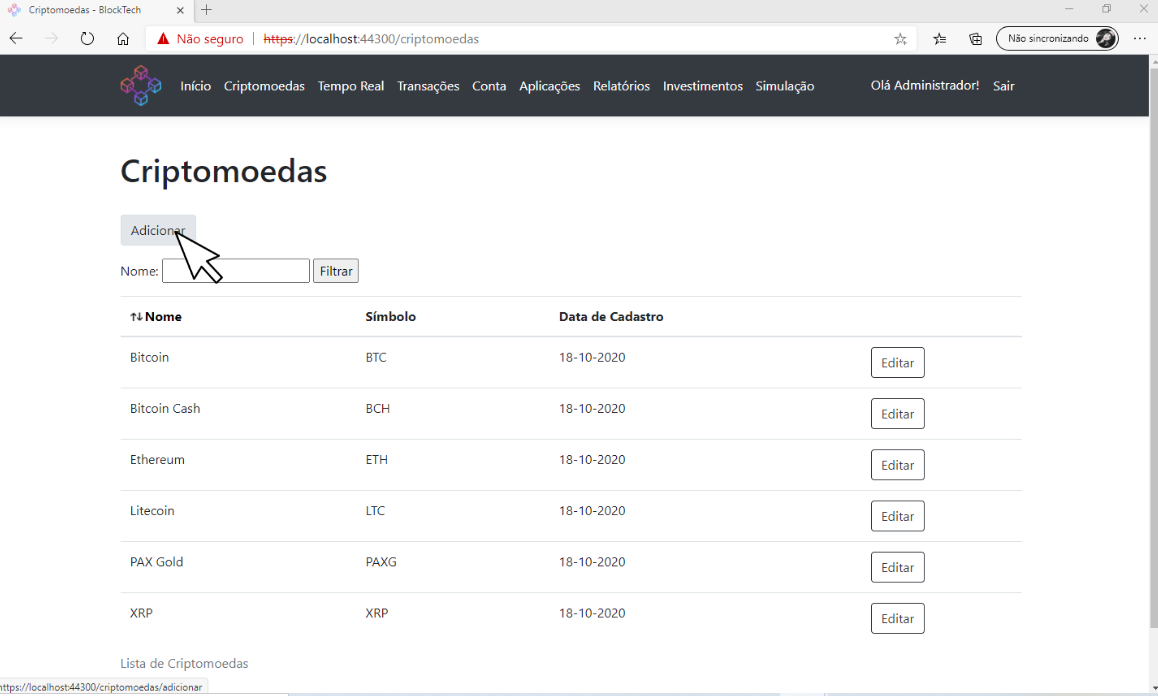 Criptomoedas - BlockTech
Não seguro | https://localhost:44300/criptomoedas
Não sincronizando
Início Criptomoedas Tempo Real Transações Conta Aplicações Relatórios Investimentos Simulação Olá Administrador! Sair
Criptomoedas
Adicionar
Nome: Filtrar
Nome Símbolo Data de Cadastro
Bitcoin BTC 18-10-2020 Editar
Bitcoin Cash BCH 18-10-2020 Editar
Ethereum ETH 18-10-2020 Editar
Litecoin LTC 18-10-2020 Editar
PAX Gold PAXG 18-10-2020 Editar
XRP XRP 18-10-2020 Editar
Lista de Criptomoedas
https://localhost:44300/criptomoedas/adicionar